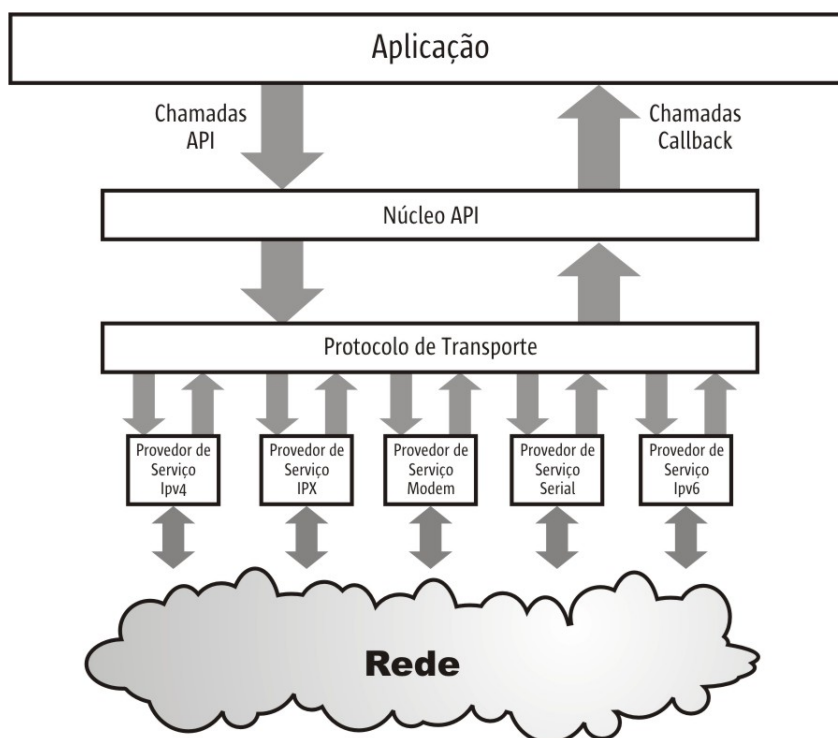 Aplicação
Chamadas
API
Chamadas
Callback
Núcleo API
Protocolo de Transporte
Provedor de
Serviço
Ipv4
Provedor de
Serviço
IPX
Provedor de
Serviço
Modem
Provedor de
Serviço
Serial
Provedor de
Serviço
Ipv6
Rede